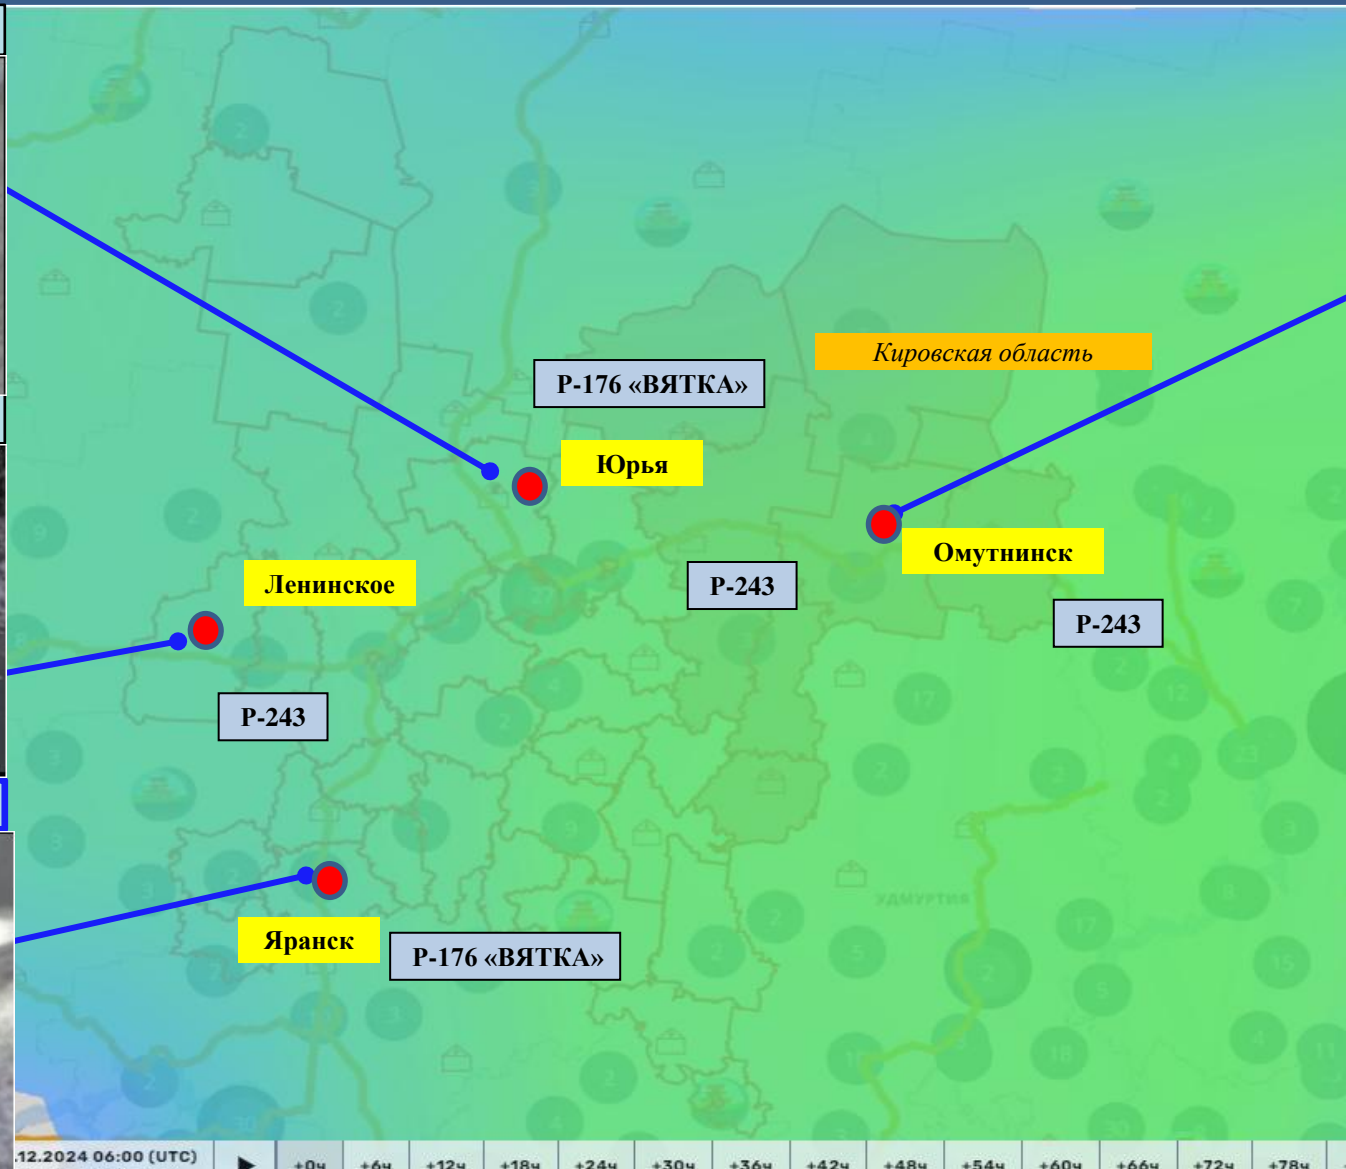 Кировская область
Р-176 «ВЯТКА»
Юрья
Омутнинск
Ленинское
Р-243
Р-243
Р-243
Яранск
Р-176 «ВЯТКА»
УДМУРТИЯ
.12.2024 06:00 (UTC)
+0ч +6ч +12ч +18ч +24ч +30ч +36ч +42ч +48ч +54ч +60ч +66ч +72ч +78ч